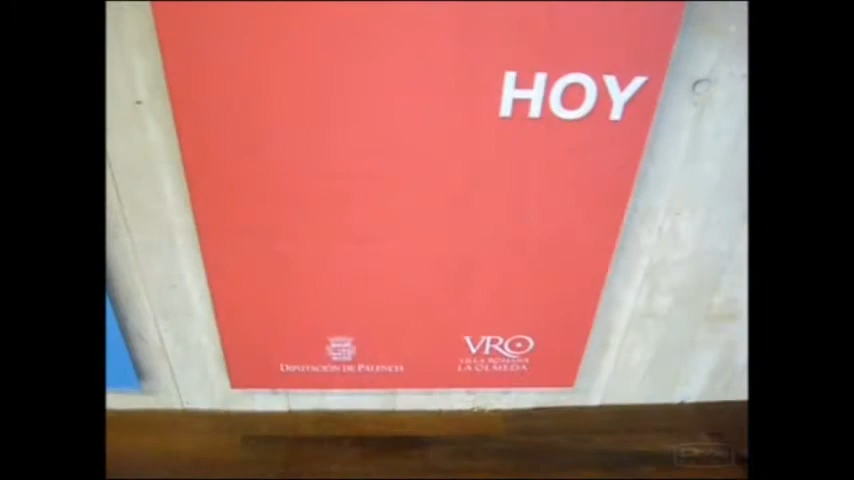 HOY
DIPUTACIÓN DE PALENCIA
VRO
VILLA ROMANA
LA OLMEDA